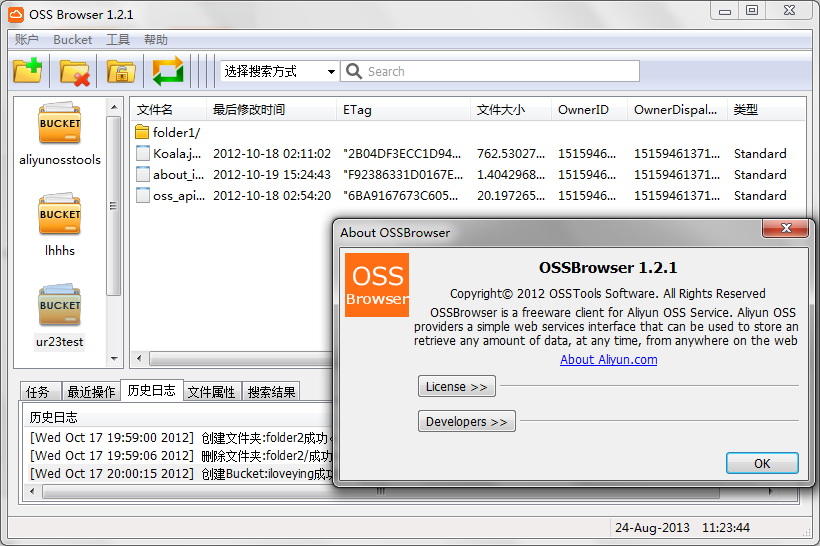 OSS Browser 1.2.1
账户 Bucket 工具 帮助
选择搜索方式 Search
BUCKET
aliyunosstools
BUCKET
lhhhs
BUCKET
ur23test
文件名 最后修改时间 ETag 文件大小 OwnerID OwnerDispal... 类型
folder1/
Koala.j... 2012-10-18 02:11:02 "2B04DF3ECC1D94... 762.53027... 1515946... 15159461371... Standard
about_i... 2012-10-19 15:24:43 "F92386331D0167E... 1.4042968... 1515946... 15159461371... Standard
oss_api... 2012-10-18 02:54:20 "6BA9167673C605... 20.197265... 1515946... 15159461371... Standard
About OSSBrowser
OSS
Browser
OSSBrowser 1.2.1
Copyright© 2012 OSSTools Software. All Rights Reserved
OSSBrowser is a freeware client for Aliyun OSS Service. Aliyun OSS
providers a simple web services interface that can be used to store an
retrieve any amount of data, at any time, from anywhere on the web
About Aliyun.com
License >>
Developers >>
OK
任务 最近操作 历史日志 文件属性 搜索结果
历史日志
[Wed Oct 17 19:59:00 2012] 创建文件夹:folder2成功
[Wed Oct 17 19:59:06 2012] 删除文件夹:folder2/成功
[Wed Oct 17 20:00:15 2012] 创建Bucket:iloveying成功
24-Aug-2013 11:23:44